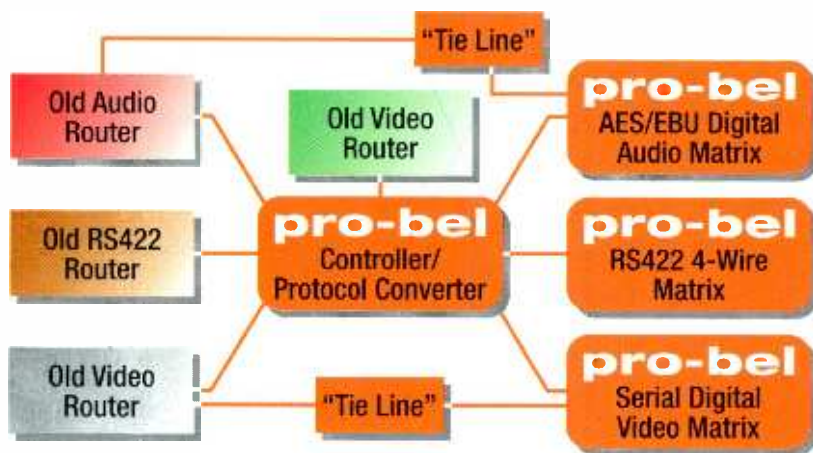 “Tie Line”
Old Audio
Router
Old Video
Router
pro-bel
AES/EBU Digital
Audio Matrix
Old RS422
Router
pro-bel
Controller/
Protocol Converter
pro-bel
RS422 4-Wire
Matrix
Old Video
Router
“Tie Line”
pro-bel
Serial Digital
Video Matrix